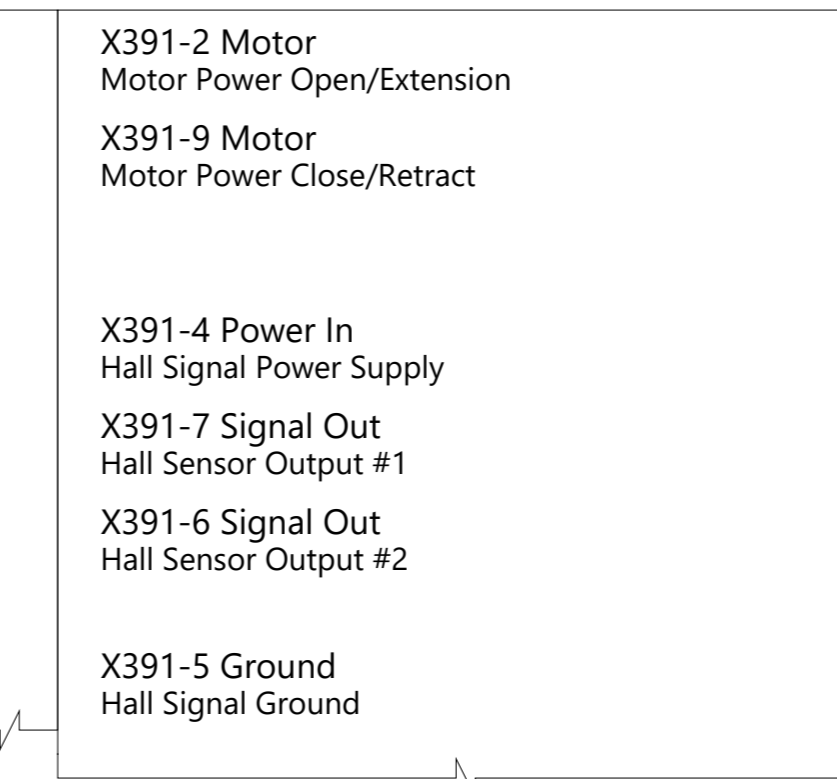 X391-2 Motor
Motor Power Open/Extension
X391-9 Motor
Motor Power Close/Retract
X391-4 Power In
Hall Signal Power Supply
X391-7 Signal Out
Hall Sensor Output #1
X391-6 Signal Out
Hall Sensor Output #2
X391-5 Ground
Hall Signal Ground